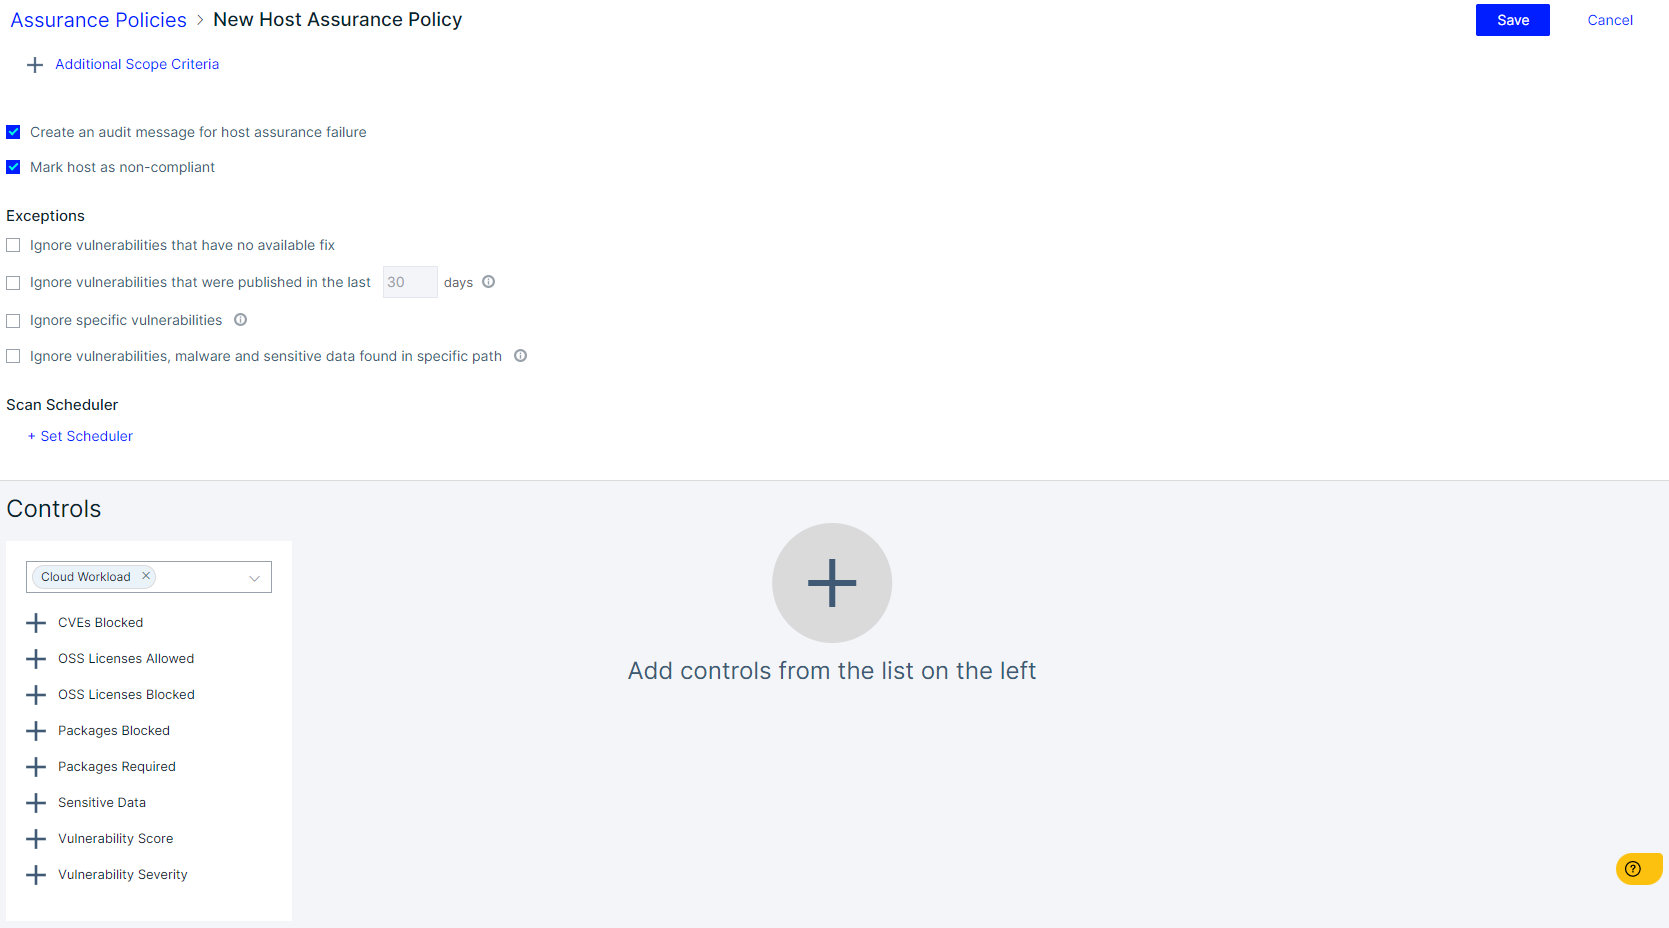 Assurance Policies > New Host Assurance Policy
Save
Cancel
Additional Scope Criteria
Create an audit message for host assurance failure
Mark host as non-compliant
Exceptions
Ignore vulnerabilities that have no available fix
Ignore vulnerabilities that were published in the last 30 days
Ignore specific vulnerabilities
Ignore vulnerabilities, malware and sensitive data found in specific path
Scan Scheduler
+ Set Scheduler
Controls
Cloud Workload
CVEs Blocked
OSS Licenses Allowed
OSS Licenses Blocked
Packages Blocked
Packages Required
Sensitive Data
Vulnerability Score
Vulnerability Severity
Add controls from the list on the left